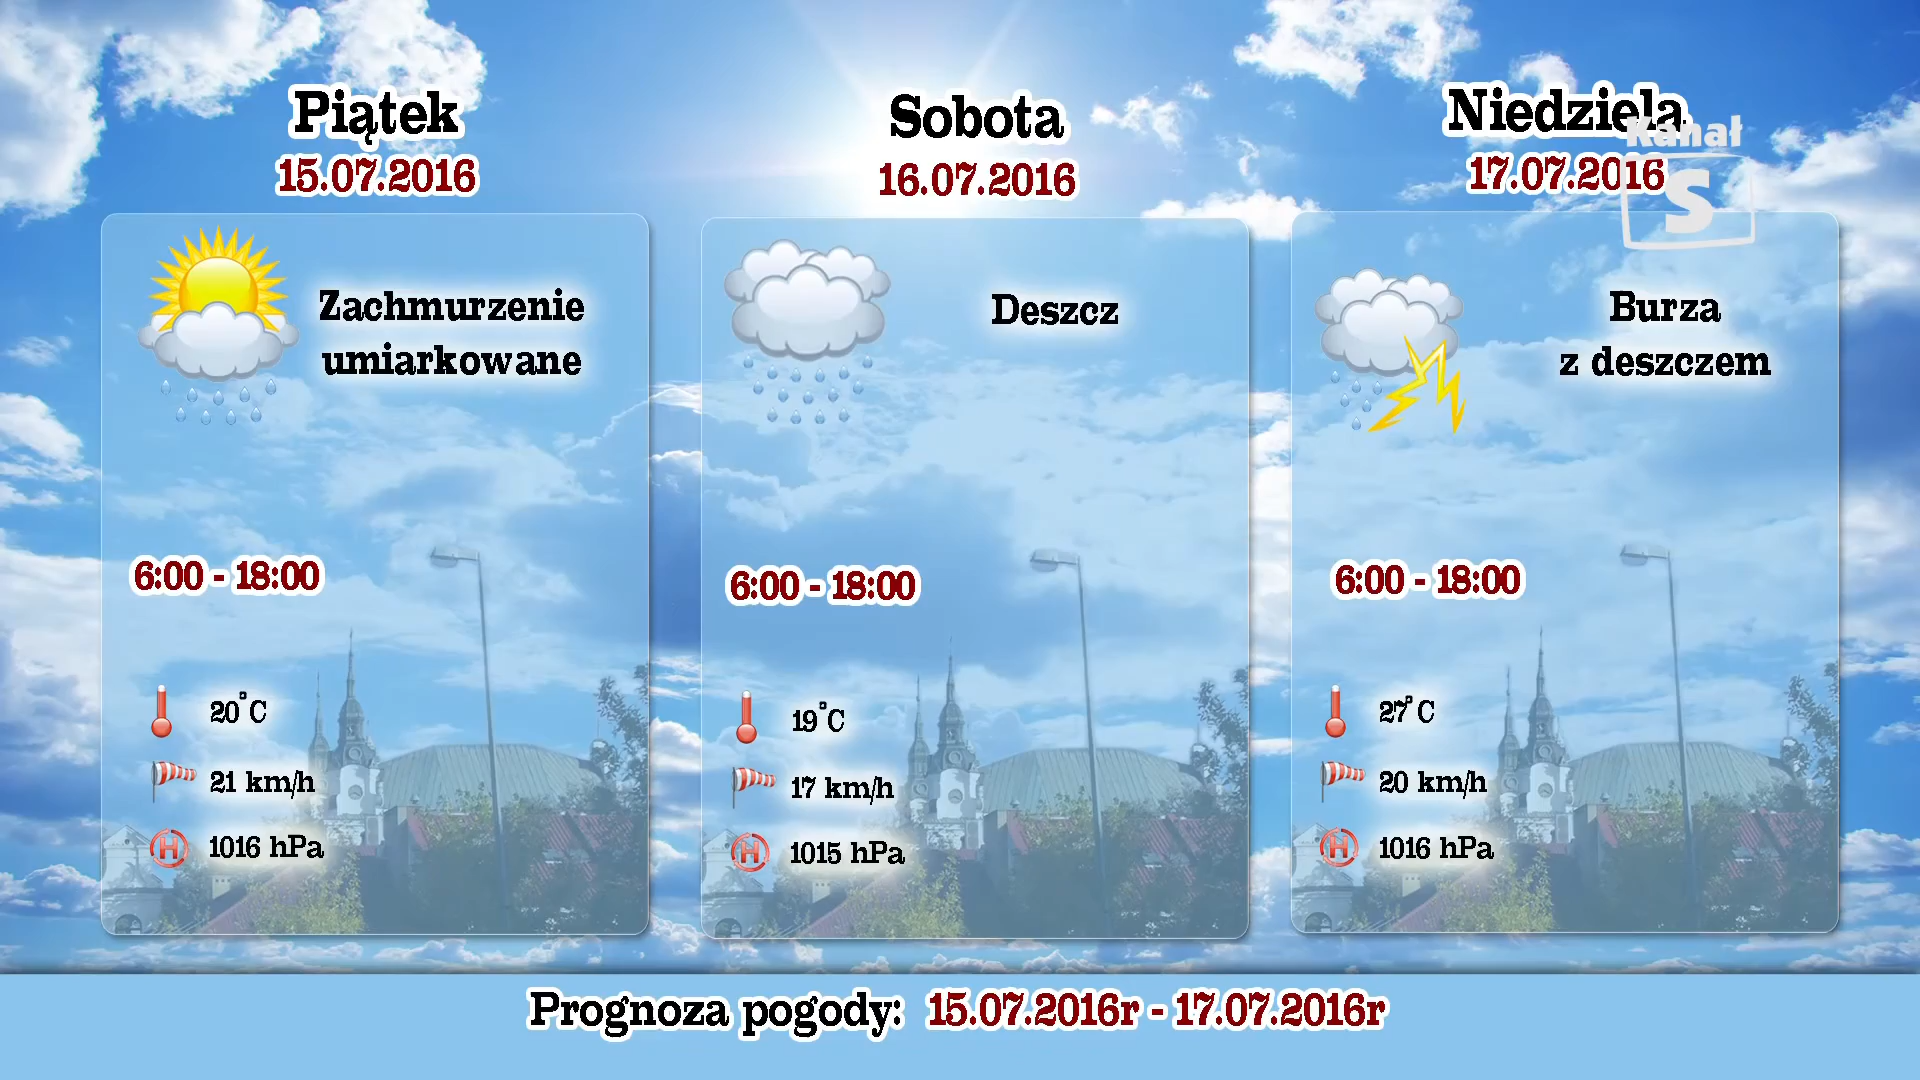 Piątek
15.07.2016
Zachmurzenie
umiarkowane
6:00 - 18:00
20°C
21 km/h
H 1016 hPa
Sobota
16.07.2016
Deszcz
6:00 - 18:00
19°C
17 km/h
H 1015 hPa
Niedziela
17.07.2016
Kanał
S
Burza
z deszczem
6:00 - 18:00
27°C
20 km/h
H 1016 hPa
Prognoza pogody: 15.07.2016r - 17.07.2016r